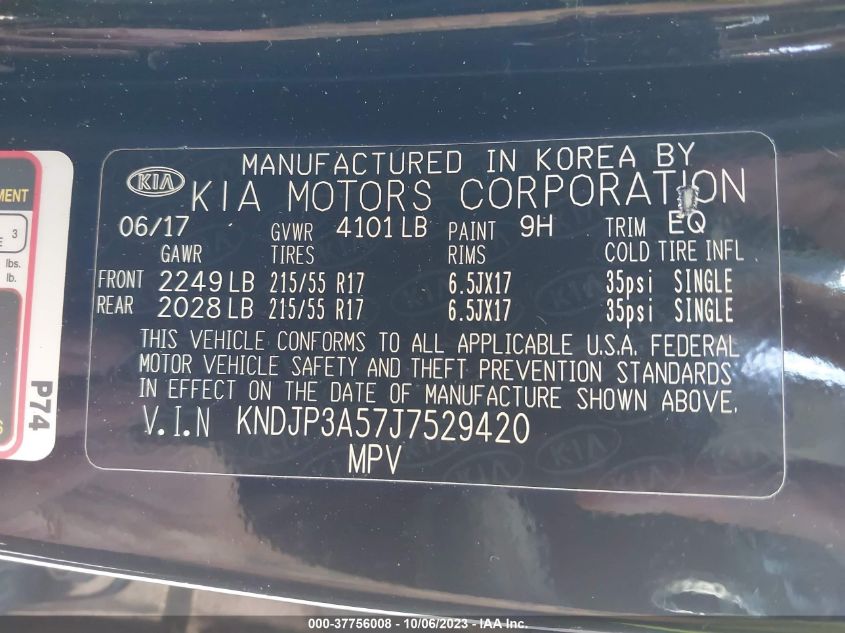 MANUFACTURED IN KOREA BY
KIA KIA MOTORS CORPORATION
06/17 GVWR 4101 LB PAINT 9H TRIM EQ
GAWR TIRES RIMS COLD TIRE INFL
FRONT 2249 LB 215/55 R17 6.5JX17 35psi SINGLE
REAR 2028 LB 215/55 R17 6.5JX17 35psi SINGLE
THIS VEHICLE CONFORMS TO ALL APPLICABLE U.S.A. FEDERAL
MOTOR VEHICLE SAFETY AND THEFT PREVENTION STANDARDS
IN EFFECT ON THE DATE OF MANUFACTURE SHOWN ABOVE.
V.I.N KNDJP3A57J7529420
MPV
3
lbs.
lb.
P74
000-37756008 - 10/06/2023 - IAA Inc.